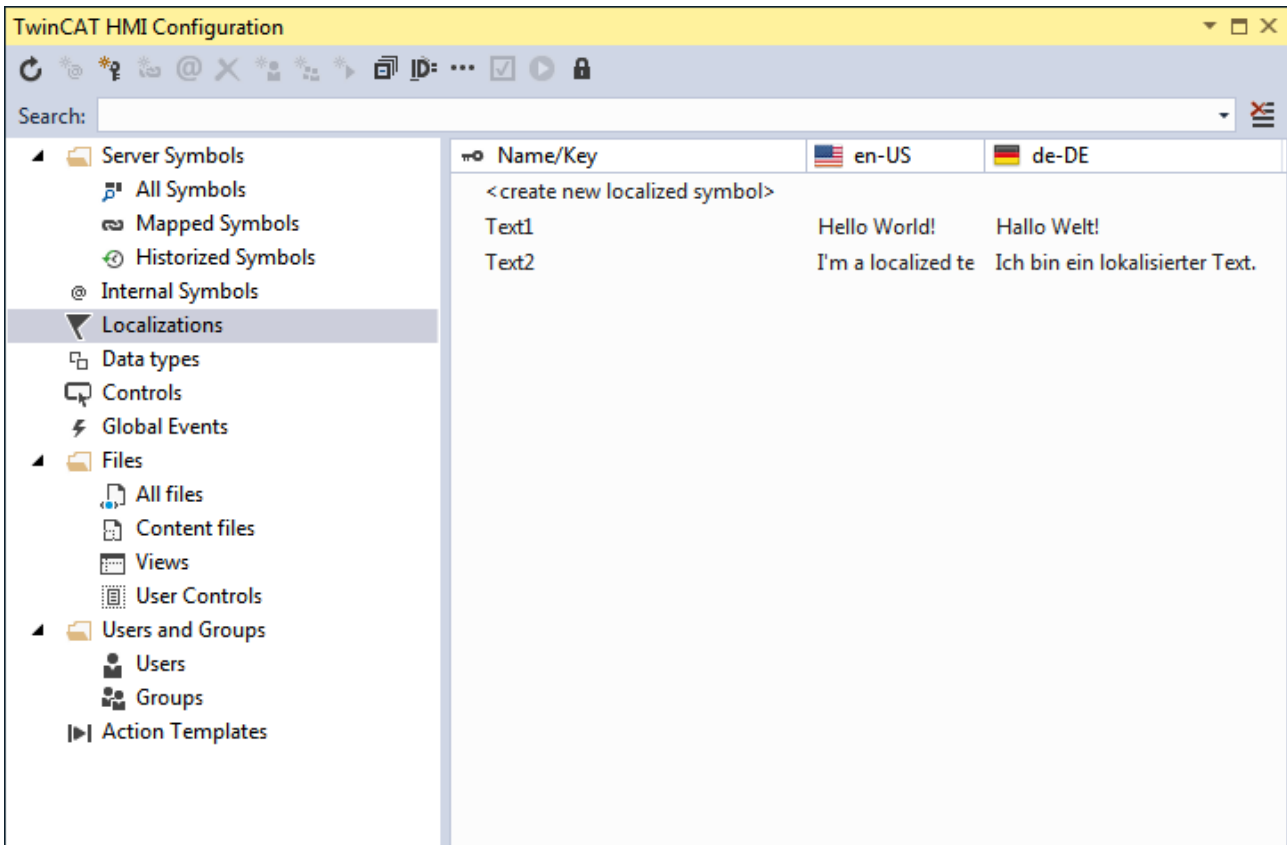 TwinCAT HMI Configuration
ID:
Search:
Server Symbols
All Symbols
Mapped Symbols
Historized Symbols
@ Internal Symbols
Localizations
Data types
Controls
Global Events
Files
All files
Content files
Views
User Controls
Users and Groups
Users
Groups
Action Templates
Name/Key en-US de-DE
<create new localized symbol>
Text1 Hello World! Hallo Welt!
Text2 I'm a localized te Ich bin ein lokalisierter Text.